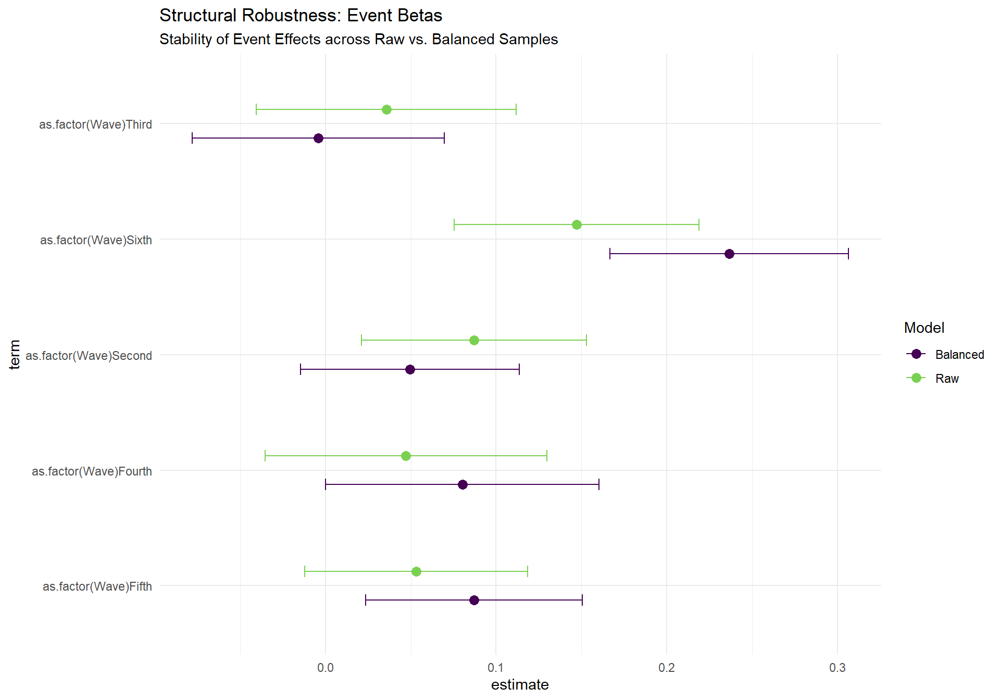 Structural Robustness: Event Betas
Stability of Event Effects across Raw vs. Balanced Samples
term
as.factor(Wave)Third
as.factor(Wave)Sixth
as.factor(Wave)Second
as.factor(Wave)Fourth
as.factor(Wave)Fifth
0.0
0.1
0.2
0.3
estimate
Model
Balanced
Raw